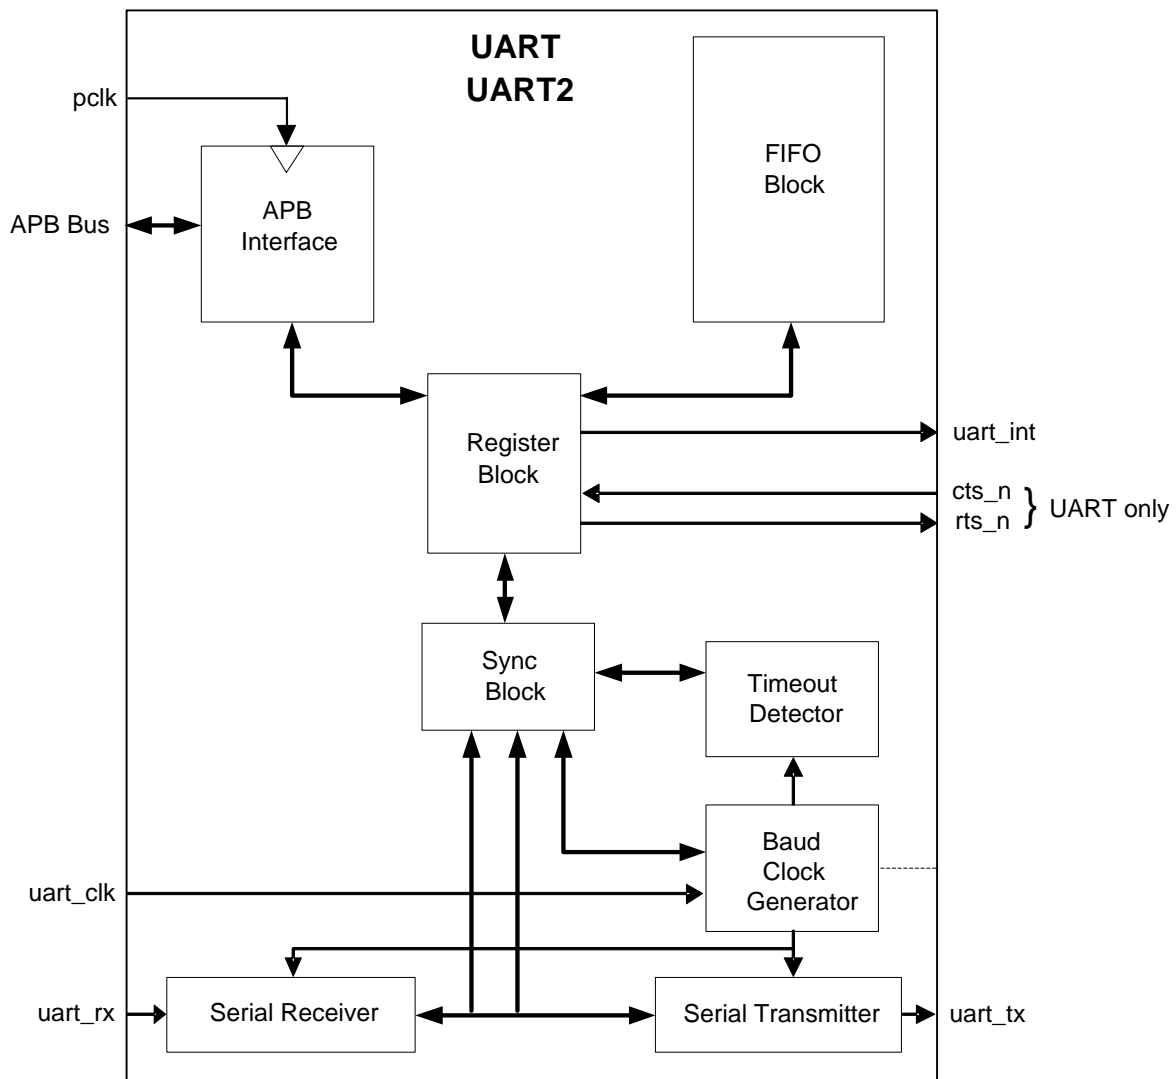 UART
UART2
pclk
FIFO
Block
APB Bus
APB
Interface
Register
Block
uart_int
cts_n
rts_n
} UART only
Sync
Block
Timeout
Detector
Baud
Clock
Generator
uart_clk
uart_rx
Serial Receiver
Serial Transmitter
uart_tx